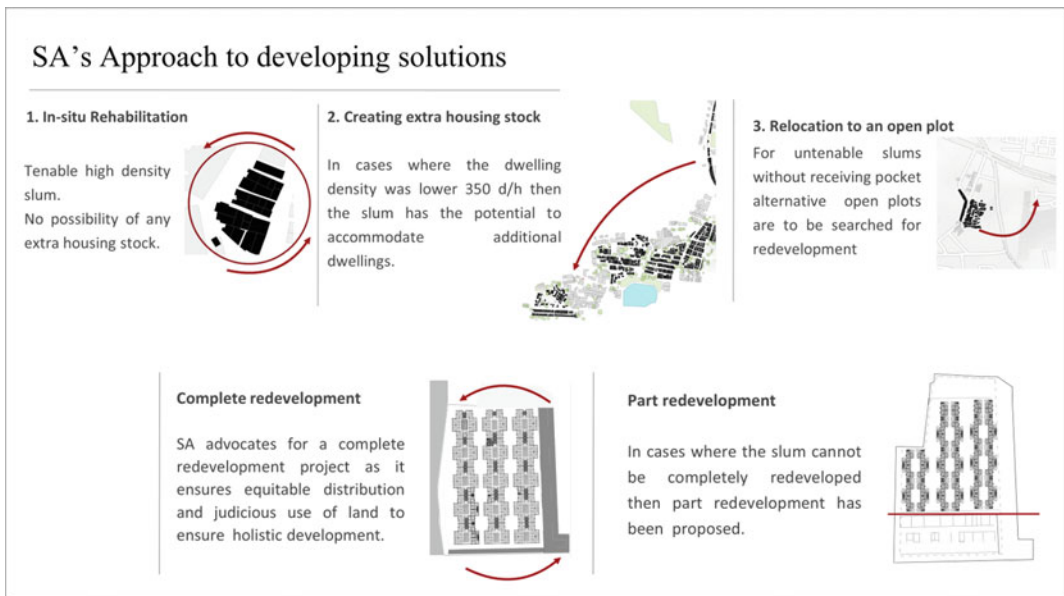 SA's Approach to developing solutions
1. In-situ Rehabilitation
Tenable high density
slum.
No possibility of any
extra housing stock.
2. Creating extra housing stock
In cases where the dwelling
density was lower 350 d/h then
the slum has the potential to
accommodate additional
dwellings.
3. Relocation to an open plot
For untenable slums
without receiving pocket
alternative open plots
are to be searched for
redevelopment
Complete redevelopment
SA advocates for a complete
redevelopment project as it
ensures equitable distribution
and judicious use of land to
ensure holistic development.
Part redevelopment
In cases where the slum cannot
be completely redeveloped
then part redevelopment has
been proposed.